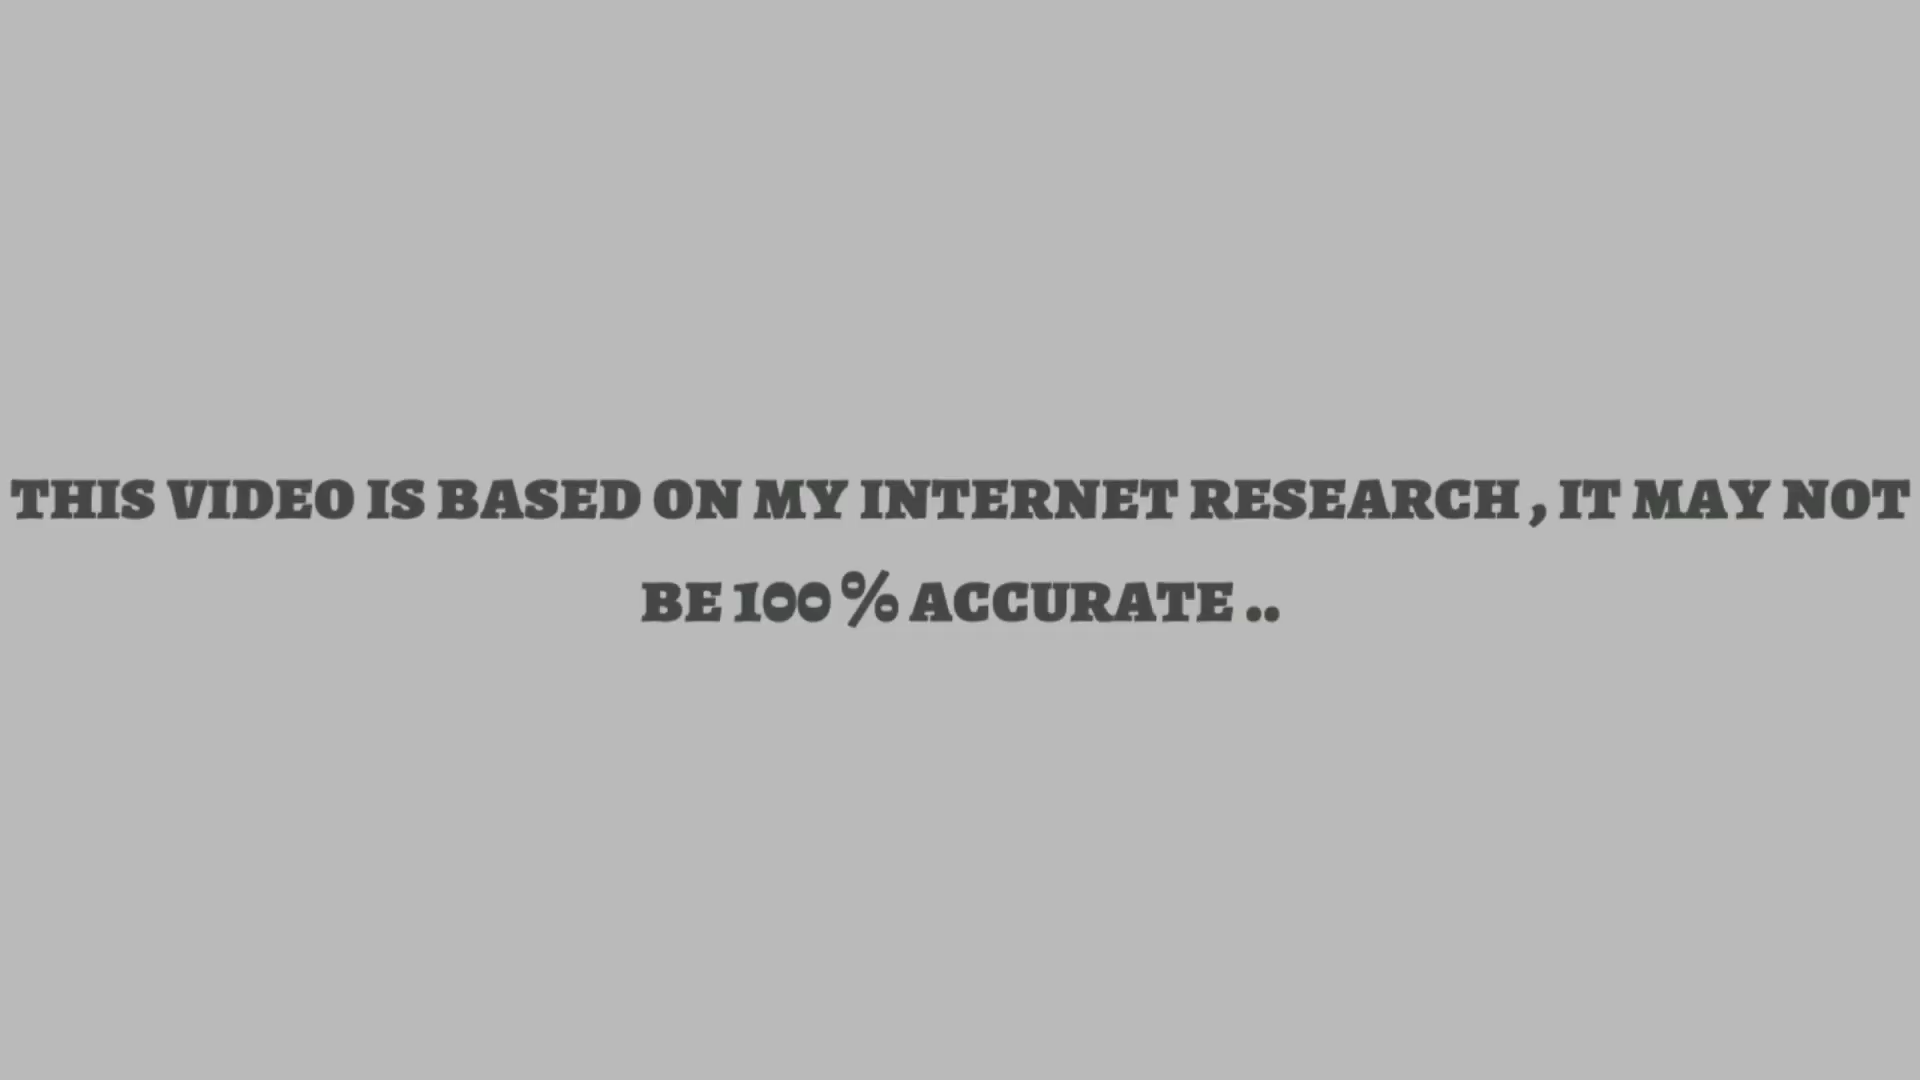 THIS VIDEO IS BASED ON MY INTERNET RESEARCH , IT MAY NOT
BE 100 % ACCURATE ..